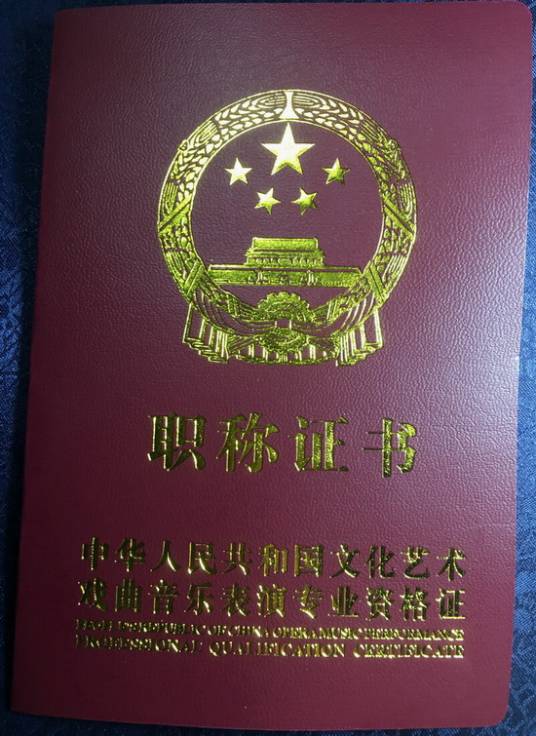 职称证书
中华人民共和国文化艺术
戏曲音乐表演专业资格证
REPUBLIC OF CHINA OPERA MUSIC PERFORMANCE
PROFESSIONAL QUALIFICATION CERTIFICATE